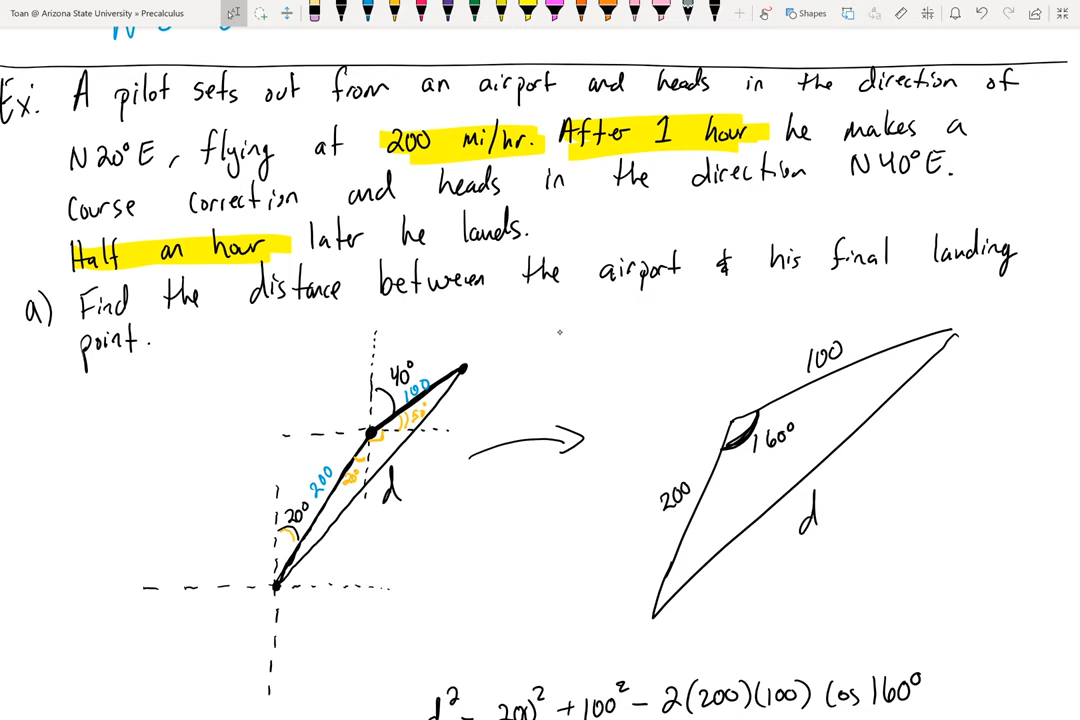 Toan @ Arizona State University » Precalculus
Shapes
Ex: A pilot sets out from an airport and heads in the direction of
N20°E, flying at 200 mi/hr. After 1 hour he makes a
course correction and heads in the direction N40°E.
Half an hour later he lands.
a) Find the distance between the airport & his final landing
point.
40°
100
50°
200
20°
20°
d
100
160°
200
d
d² = 200² + 100² - 2(200)(100) Cos 160°